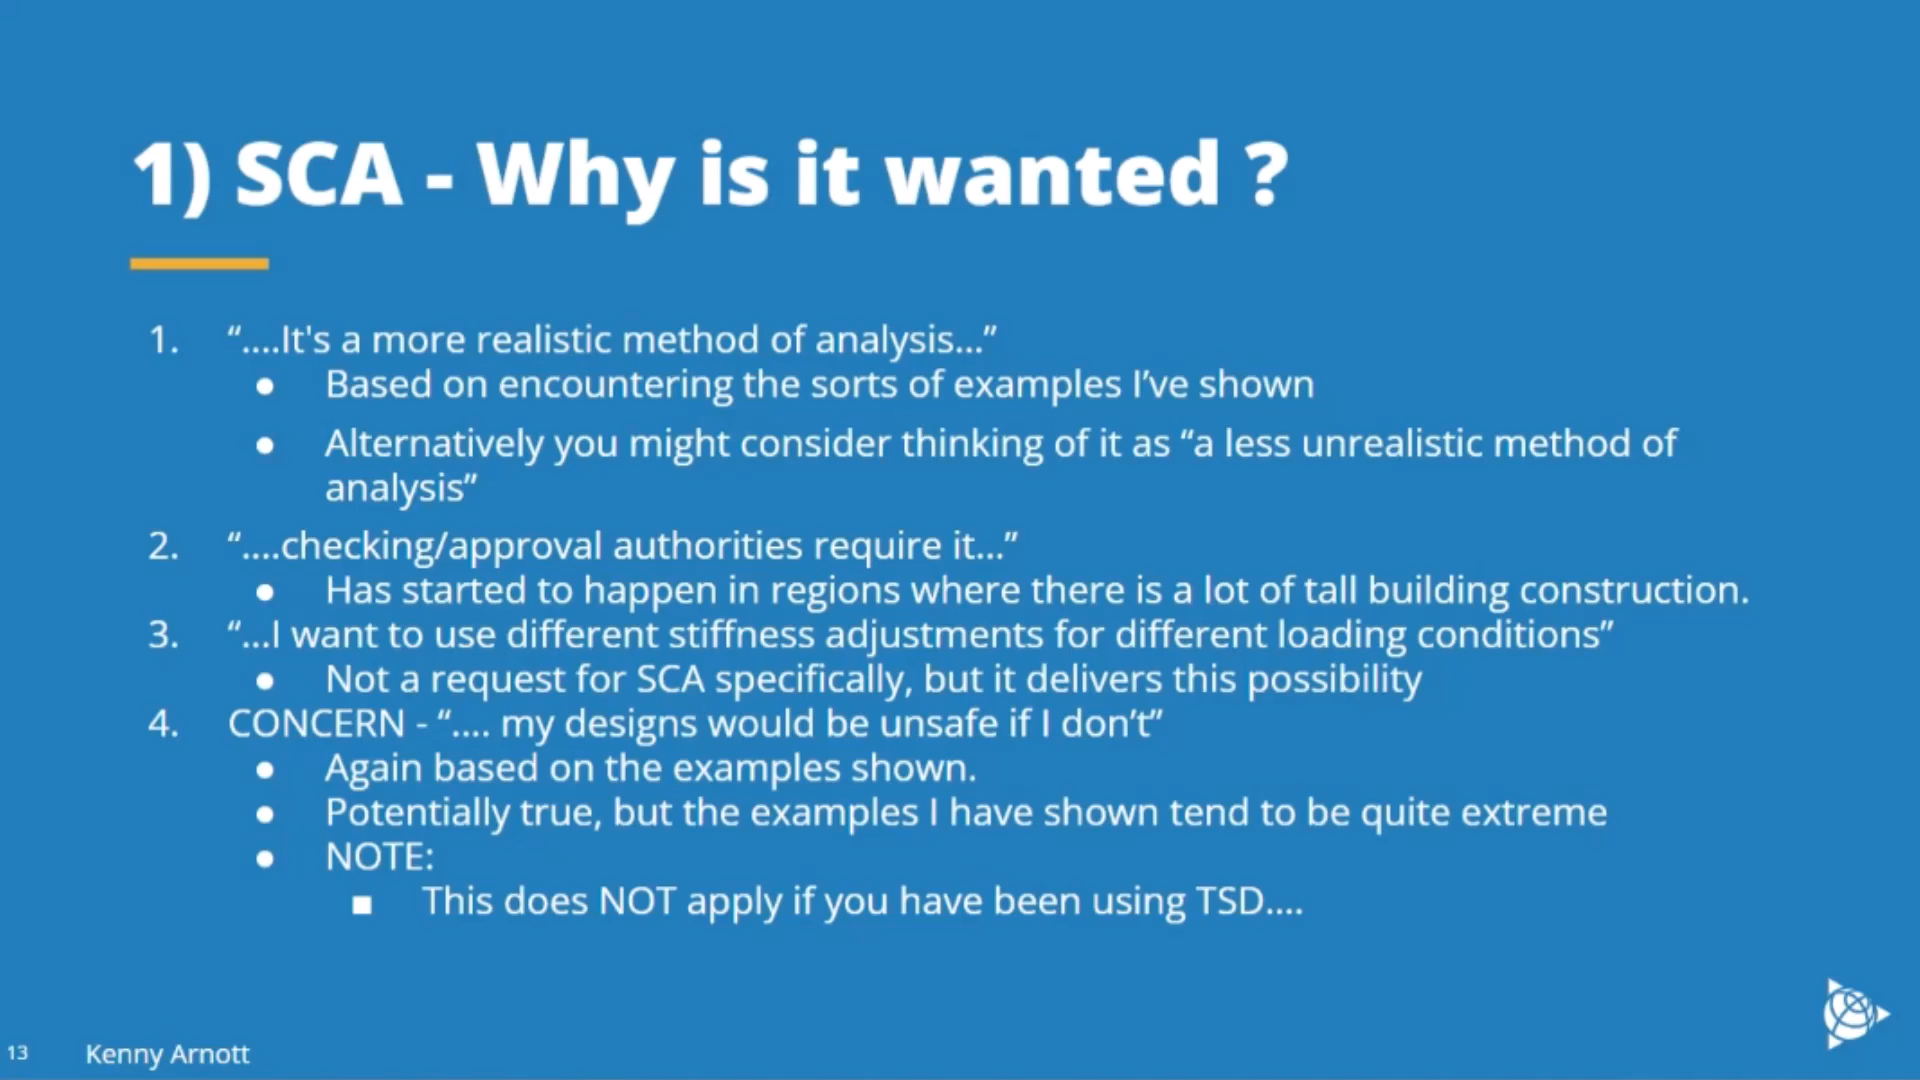 1) SCA - Why is it wanted ?
1. “....It's a more realistic method of analysis...”
● Based on encountering the sorts of examples I’ve shown
● Alternatively you might consider thinking of it as “a less unrealistic method of
analysis”
2. “....checking/approval authorities require it...”
● Has started to happen in regions where there is a lot of tall building construction.
3. “...I want to use different stiffness adjustments for different loading conditions”
● Not a request for SCA specifically, but it delivers this possibility
4. CONCERN - “.... my designs would be unsafe if I don’t”
● Again based on the examples shown.
● Potentially true, but the examples I have shown tend to be quite extreme
● NOTE:
■ This does NOT apply if you have been using TSD....
13 Kenny Arnott